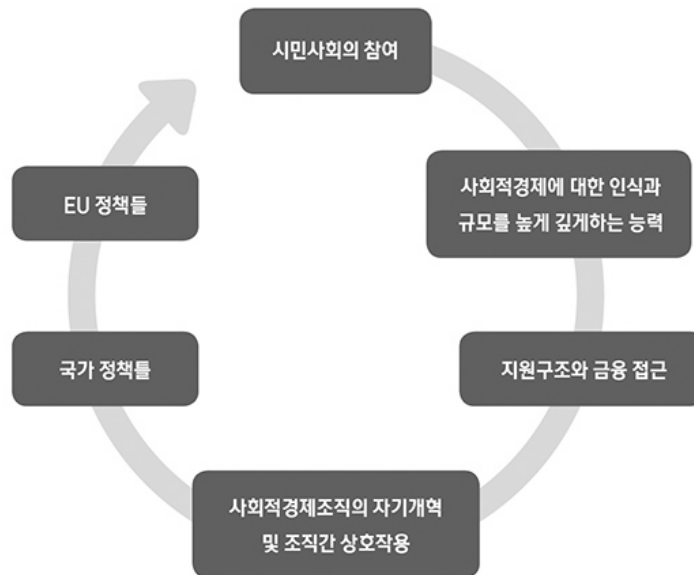 시민사회의 참여
사회적경제에 대한 인식과
규모를 높게 깊게하는 능력
지원구조와 금융 접근
사회적경제조직의 자기개혁
및 조직간 상호작용
국가 정책틀
EU 정책들